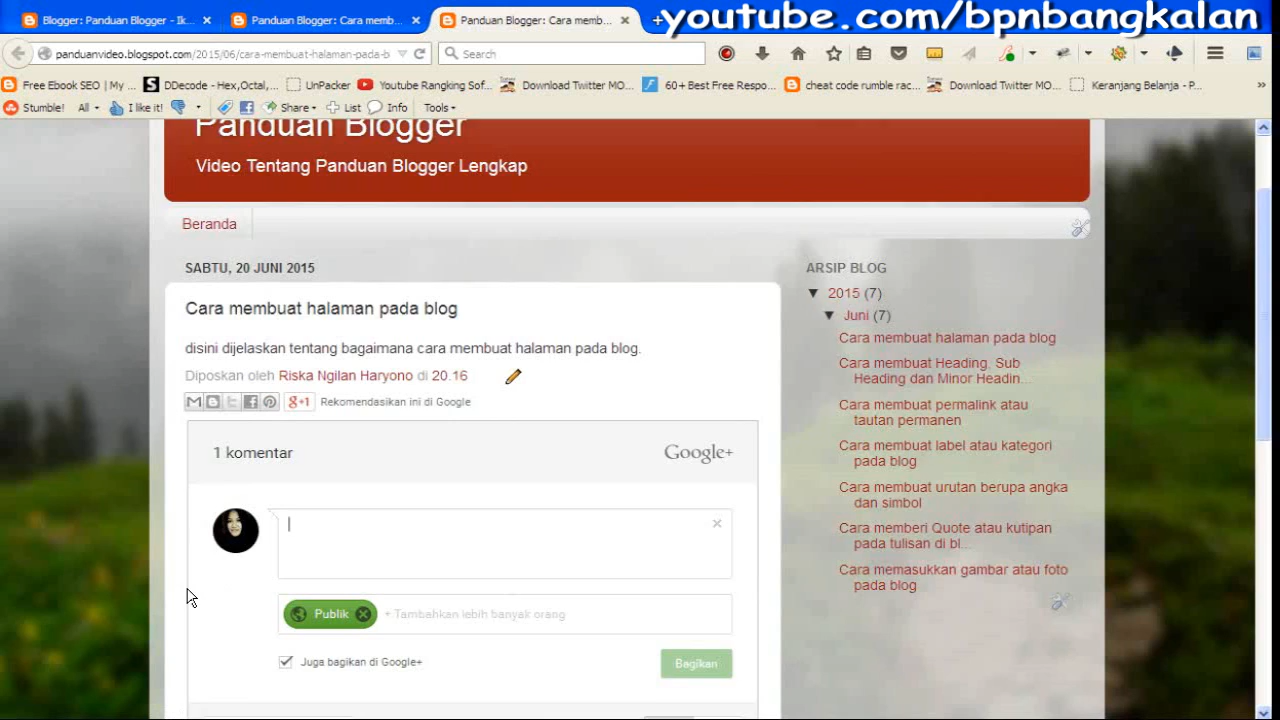 youtube.com/bpnbangkalan
Blogger: Panduan Blogger - Ik...
Panduan Blogger: Cara memb...
Panduan Blogger: Cara memb...
panduanvideo.blogspot.com/2015/06/cara-membuat-halaman-pada-b
Search
Free Ebook SEO | My ...
DDecode - Hex,Octal,...
UnPacker
Youtube Ranking Sof...
Download Twitter MO...
60+ Best Free Respo...
cheat code rumble rac...
Download Twitter MO...
Keranjang Belanja - P...
Stumble!
All
I like it!
Share
List
Info
Tools
Panduan Blogger
Video Tentang Panduan Blogger Lengkap
Beranda
SABTU, 20 JUNI 2015
Cara membuat halaman pada blog
disini dijelaskan tentang bagaimana cara membuat halaman pada blog.
Diposkan oleh Riska Ngilan Haryono di 20.16
g+1 Rekomendasikan ini di Google
1 komentar
Google+
Publik
+ Tambahkan lebih banyak orang
Juga bagikan di Google+
Bagikan
ARSIP BLOG
▼ 2015 (7)
▼ Juni (7)
Cara membuat halaman pada blog
Cara membuat Heading, Sub
Heading dan Minor Headin...
Cara membuat permalink atau
tautan permanen
Cara membuat label atau kategori
pada blog
Cara membuat urutan berupa angka
dan simbol
Cara memberi Quote atau kutipan
pada tulisan di bl...
Cara memasukkan gambar atau foto
pada blog